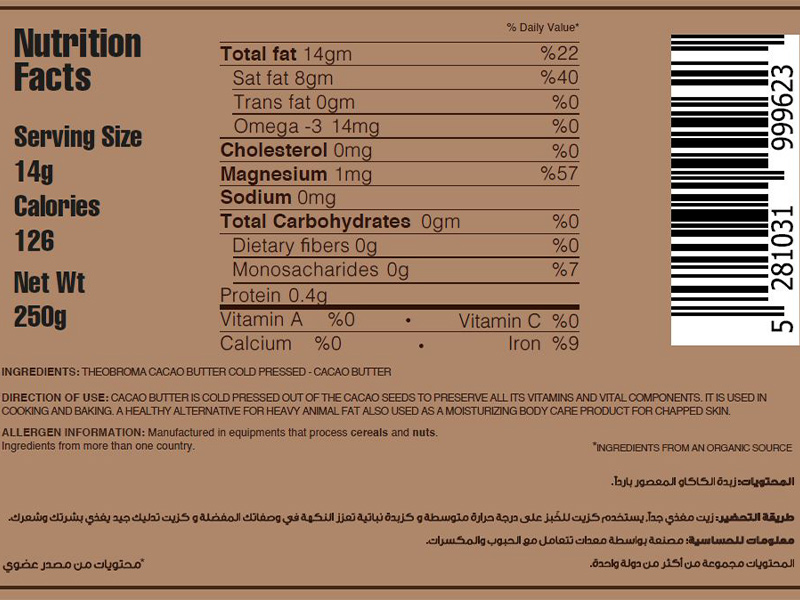 Nutrition
Facts
Serving Size
14g
Calories
126
Net Wt
250g
% Daily Value*
Total fat 14gm %22
Sat fat 8gm %40
Trans fat 0gm %0
Omega -3 14mg %0
Cholesterol 0mg %0
Magnesium 1mg %57
Sodium 0mg
Total Carbohydrates 0gm %0
Dietary fibers 0g %0
Monosacharides 0g %7
Protein 0.4g
Vitamin A %0 • Vitamin C %0
Calcium %0 • Iron %9
5 281031 999623
INGREDIENTS: THEOBROMA CACAO BUTTER COLD PRESSED - CACAO BUTTER
DIRECTION OF USE: CACAO BUTTER IS COLD PRESSED OUT OF THE CACAO SEEDS TO PRESERVE ALL ITS VITAMINS AND VITAL COMPONENTS. IT IS USED IN
COOKING AND BAKING. A HEALTHY ALTERNATIVE FOR HEAVY ANIMAL FAT ALSO USED AS A MOISTURIZING BODY CARE PRODUCT FOR CHAPPED SKIN.
ALLERGEN INFORMATION: Manufactured in equipments that process cereals and nuts.
Ingredients from more than one country.
*INGREDIENTS FROM AN ORGANIC SOURCE
المحتويات: زبدة الكاكاو المعصور بارداً.
طريقة التحضير: زيت مغذي جداً، يستخدم كزيت للخَبز على درجة حرارة متوسطة و كزبدة نباتية تعزز النكهة في وصفاتك المفضلة و كزيت تدليك جيد يغذي بشرتك وشعرك.
معلومات للحساسية: مصنعة بواسطة معدات تتعامل مع الحبوب والمكسرات.
المحتويات مجموعة من أكثر من دولة واحدة.
*محتويات من مصدر عضوي